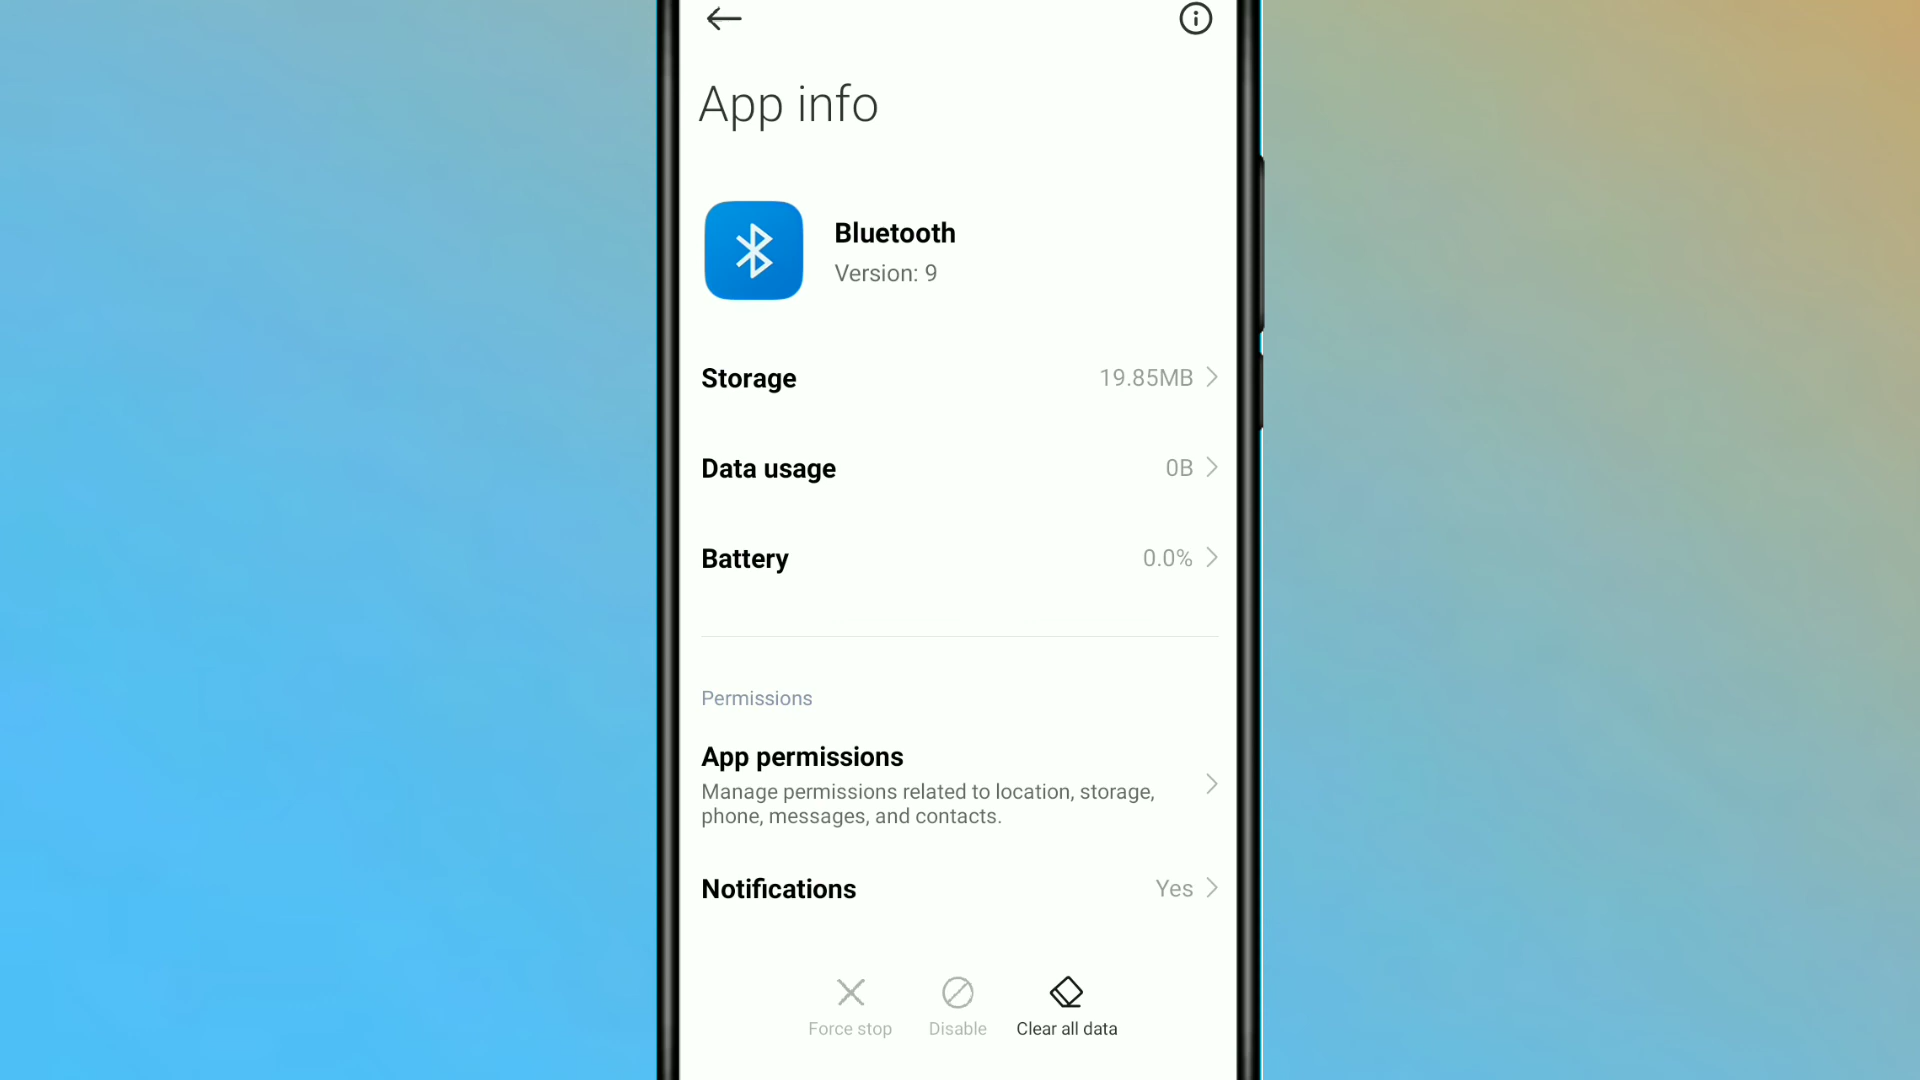 App info
Bluetooth
Version: 9
Storage 19.85MB
Data usage 0B
Battery 0.0%
Permissions
App permissions
Manage permissions related to location, storage,
phone, messages, and contacts.
Notifications Yes
Force stop Disable Clear all data